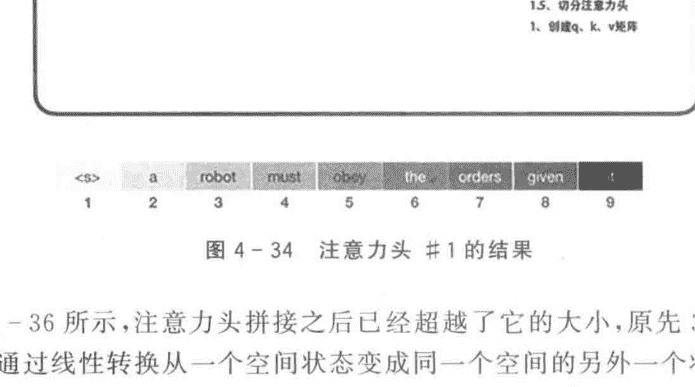 1.5、切分注意力头
1、创建q、k、v矩阵
<s> a robot must obey the orders given it
1 2 3 4 5 6 7 8 9
图 4-34 注意力头 #1 的结果
-36 所示,注意力头拼接之后已经超越了它的大小,原先
通过线性转换从一个空间状态变成同一个空间的另外一个